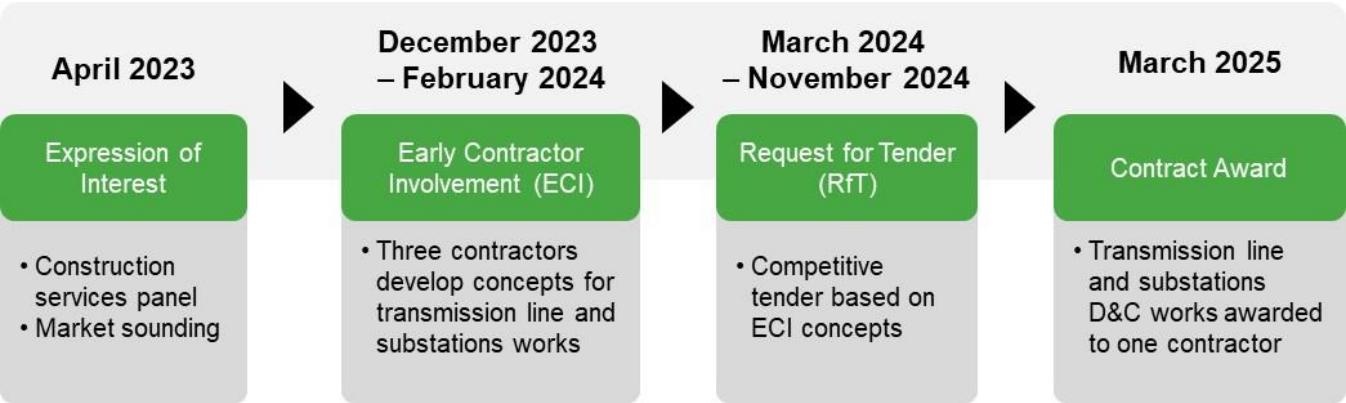 April 2023
Expression of
Interest
• Construction
services panel
• Market sounding
December 2023
– February 2024
Early Contractor
Involvement (ECI)
• Three contractors
develop concepts for
transmission line and
substations works
March 2024
– November 2024
Request for Tender
(RfT)
• Competitive
tender based on
ECI concepts
March 2025
Contract Award
• Transmission line
and substations
D&C works awarded
to one contractor